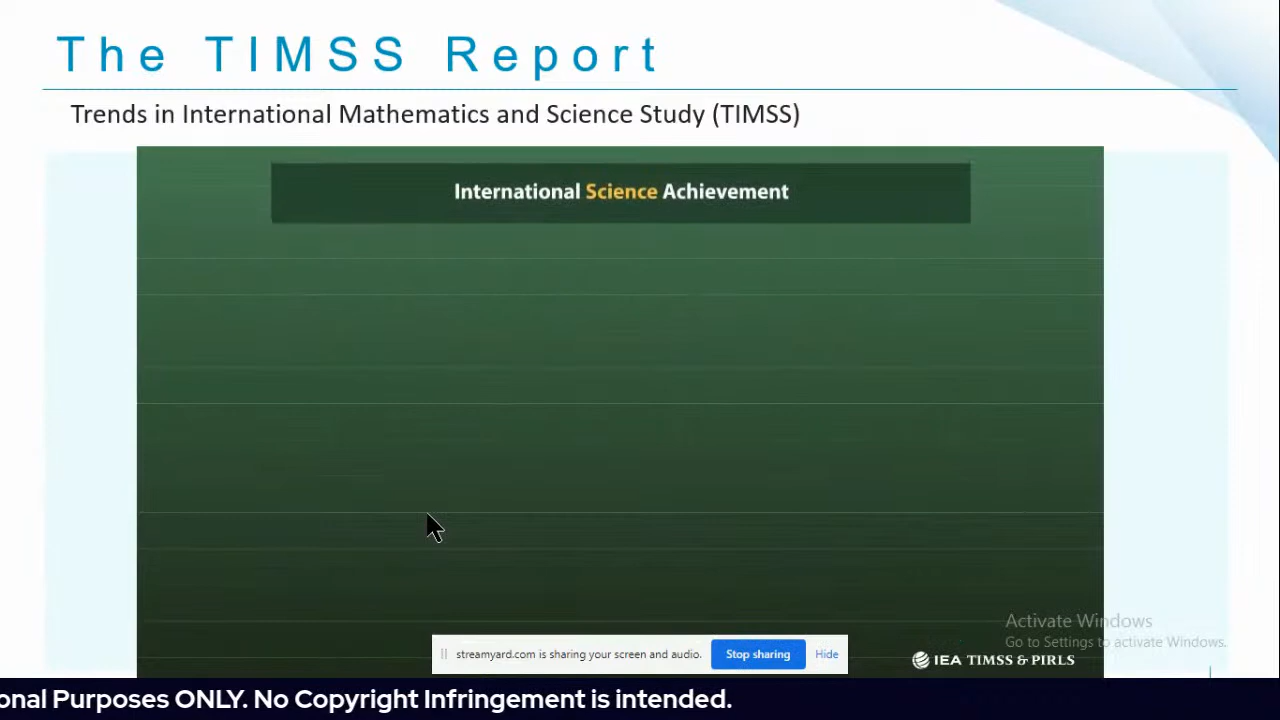 The TIMSS Report
Trends in International Mathematics and Science Study (TIMSS)
International Science Achievement
Activate Windows
Go to Settings to activate Windows.
streamyard.com is sharing your screen and audio. Stop sharing Hide
IEA TIMSS & PIRLS
onal Purposes ONLY. No Copyright Infringement is intended.